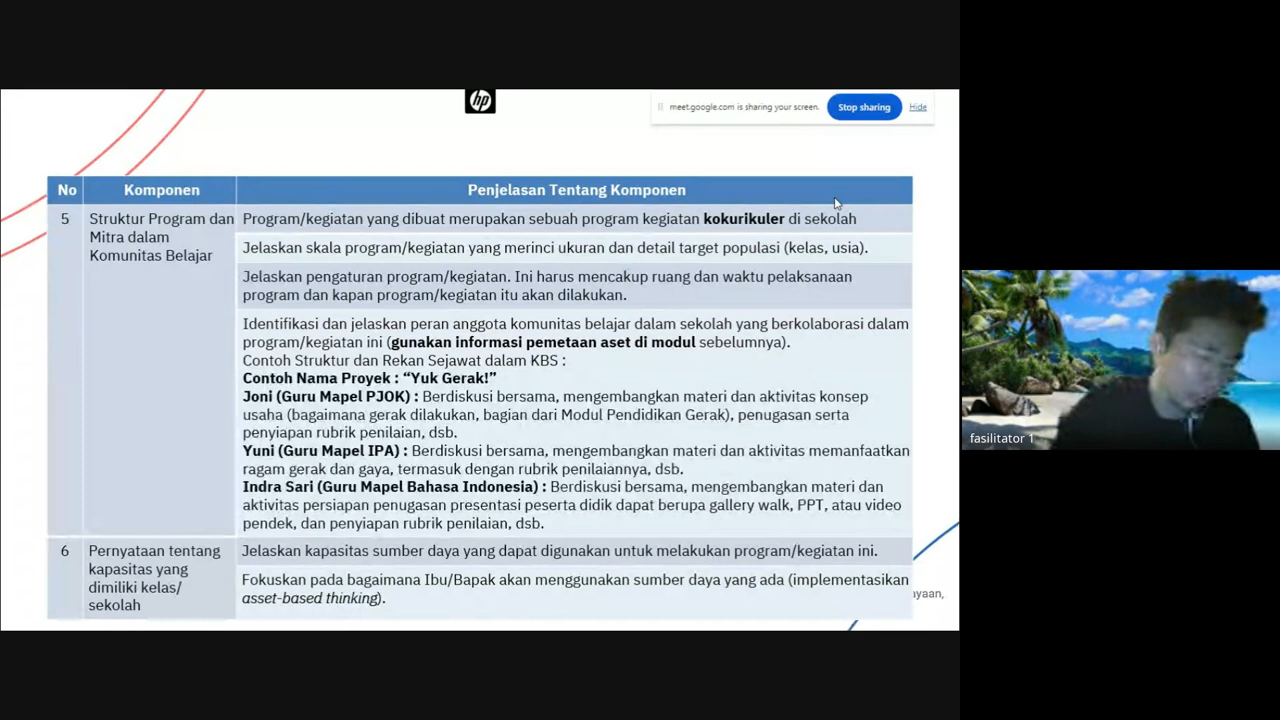 hp
meet.google.com is sharing your screen. Stop sharing Hide
No Komponen Penjelasan Tentang Komponen
5 Struktur Program dan Mitra dalam Komunitas Belajar
Program/kegiatan yang dibuat merupakan sebuah program kegiatan kokurikuler di sekolah
Jelaskan skala program/kegiatan yang merinci ukuran dan detail target populasi (kelas, usia).
Jelaskan pengaturan program/kegiatan. Ini harus mencakup ruang dan waktu pelaksanaan
program dan kapan program/kegiatan itu akan dilakukan.
Identifikasi dan jelaskan peran anggota komunitas belajar dalam sekolah yang berkolaborasi dalam
program/kegiatan ini (gunakan informasi pemetaan aset di modul sebelumnya).
Contoh Struktur dan Rekan Sejawat dalam KBS :
Contoh Nama Proyek : “Yuk Gerak!”
Joni (Guru Mapel PJOK) : Berdiskusi bersama, mengembangkan materi dan aktivitas konsep
usaha (bagaimana gerak dilakukan, bagian dari Modul Pendidikan Gerak), penugasan serta
penyiapan rubrik penilaian, dsb.
Yuni (Guru Mapel IPA) : Berdiskusi bersama, mengembangkan materi dan aktivitas memanfaatkan
ragam gerak dan gaya, termasuk dengan rubrik penilaiannya, dsb.
Indra Sari (Guru Mapel Bahasa Indonesia) : Berdiskusi bersama, mengembangkan materi dan
aktivitas persiapan penugasan presentasi peserta didik dapat berupa gallery walk, PPT, atau video
pendek, dan penyiapan rubrik penilaian, dsb.
6 Pernyataan tentang kapasitas yang dimiliki kelas/ sekolah
Jelaskan kapasitas sumber daya yang dapat digunakan untuk melakukan program/kegiatan ini.
Fokuskan pada bagaimana Ibu/Bapak akan menggunakan sumber daya yang ada (implementasikan
asset-based thinking).
ayaan,
fasilitator 1